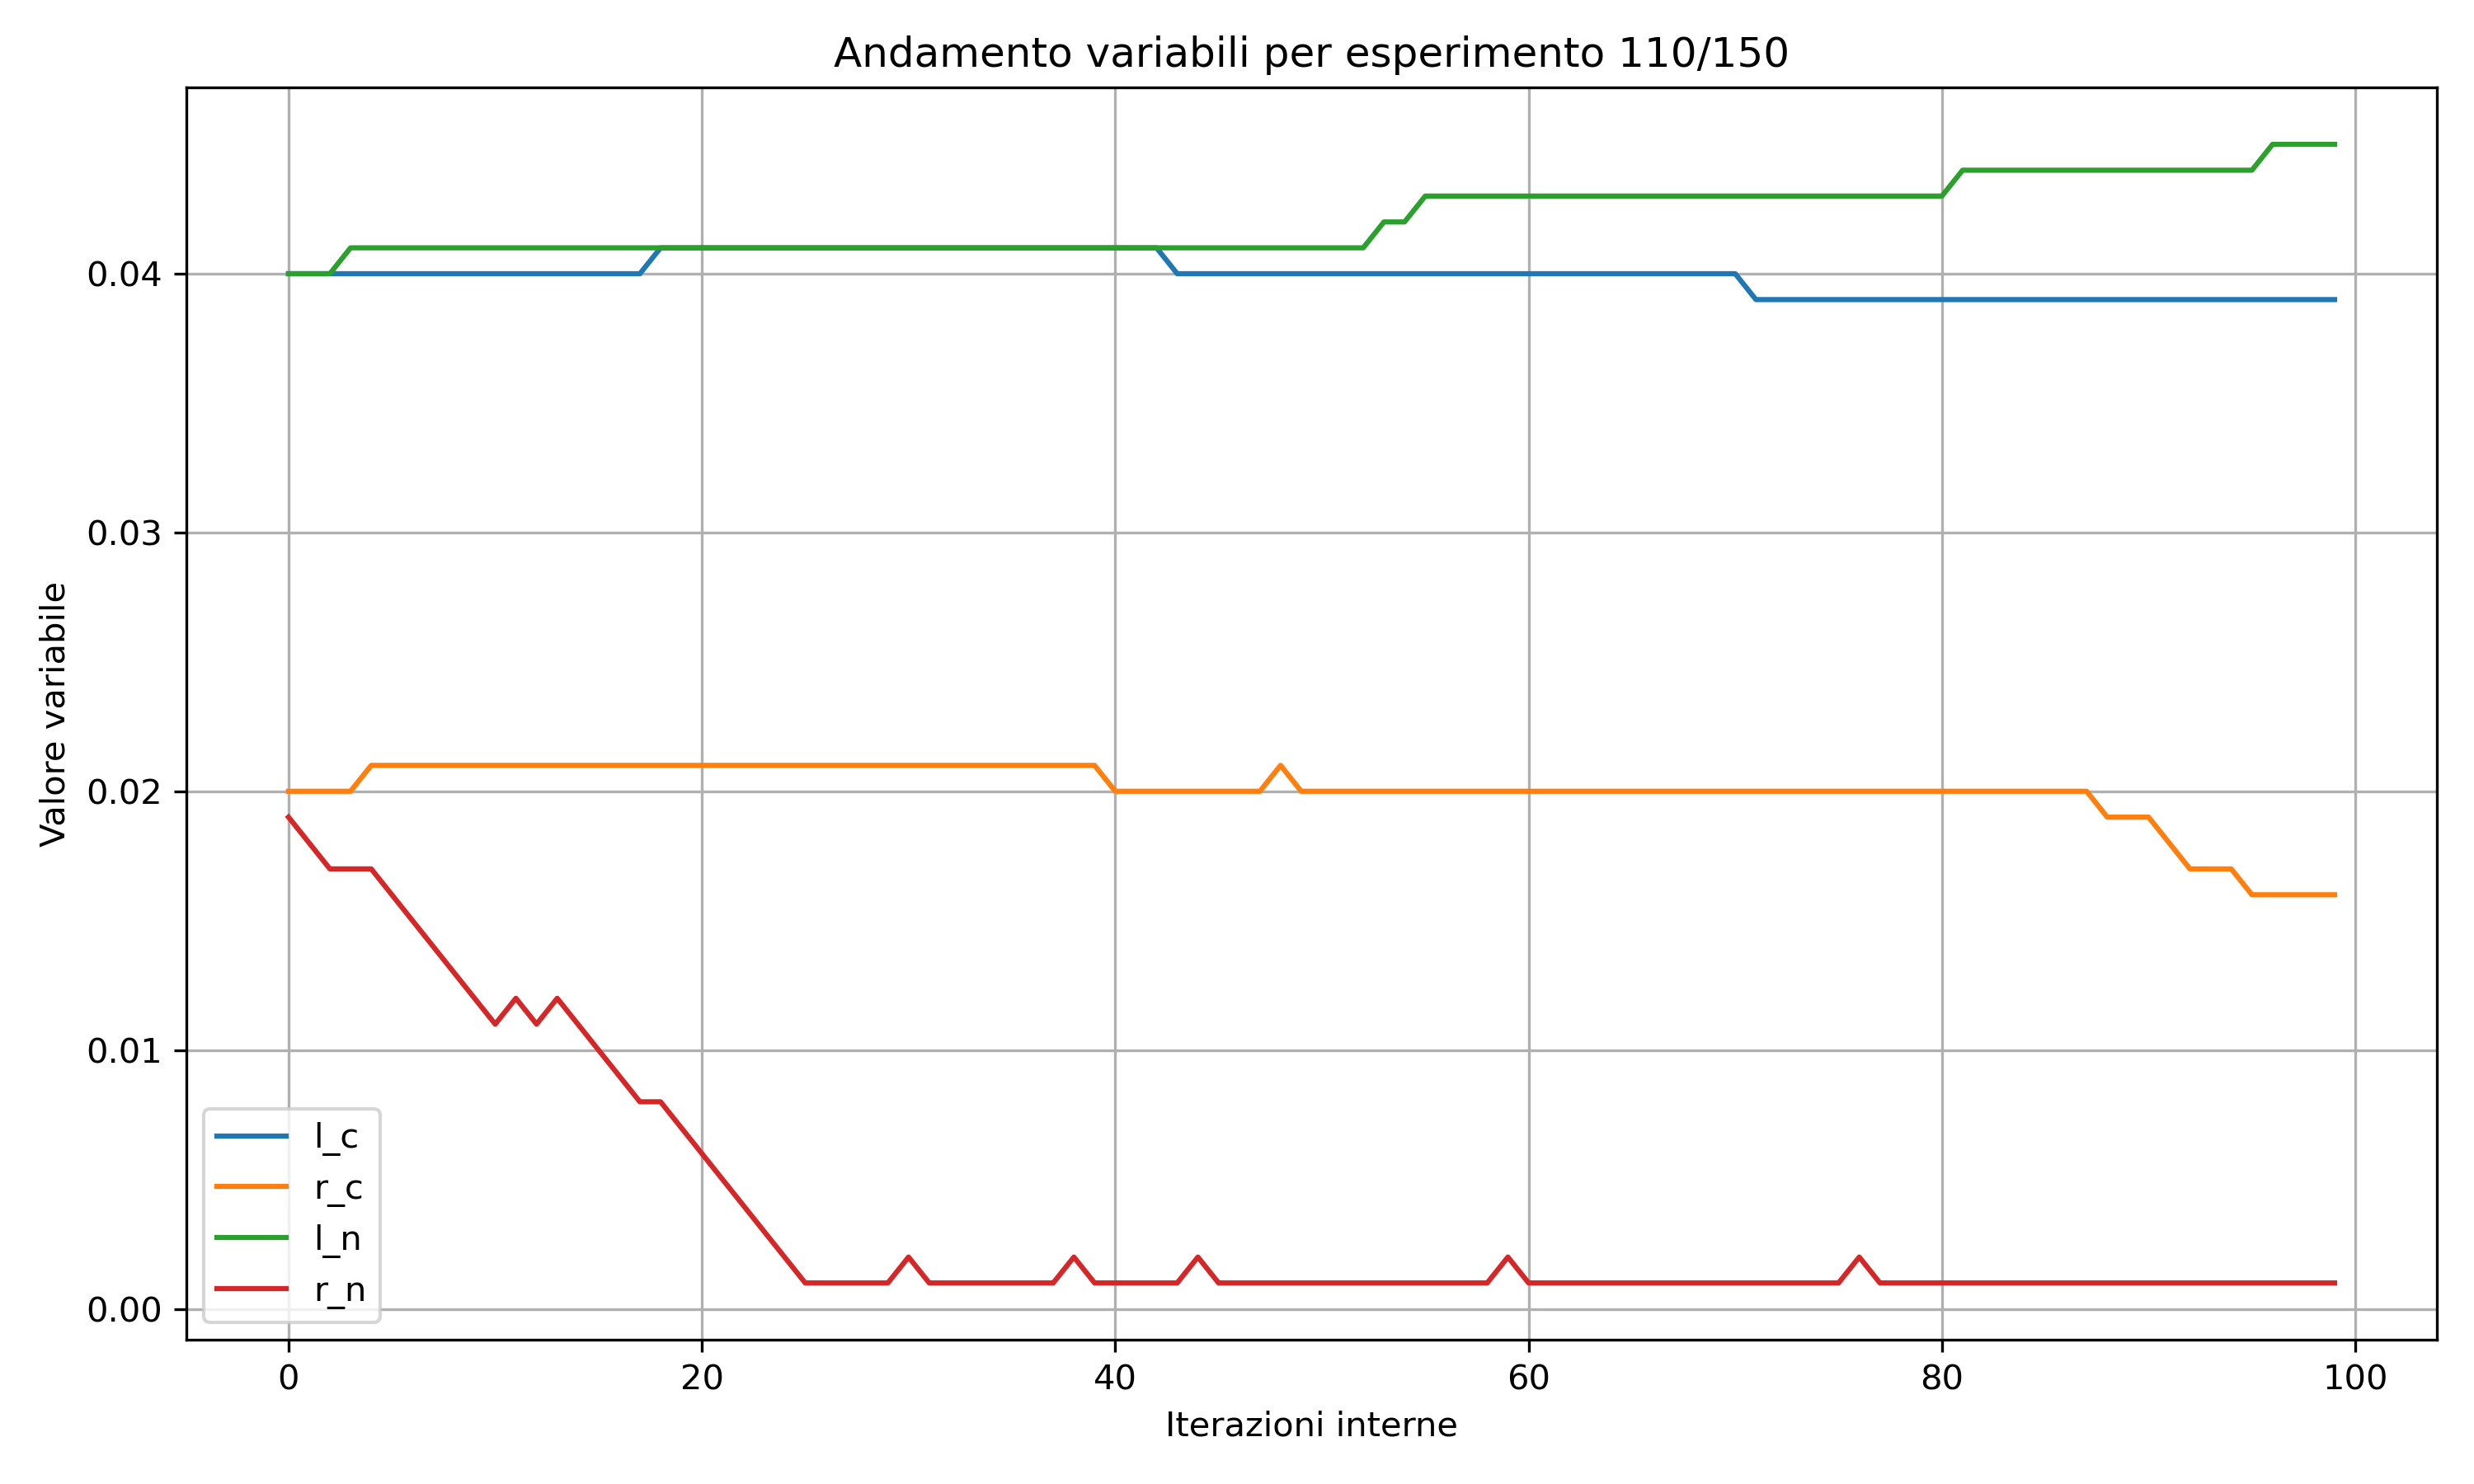 Andamento variabili per esperimento 110/150
Valore variabile
0.04
0.03
0.02
0.01
0.00
l_c
r_c
l_n
r_n
0 20 40 60 80 100
Iterazioni interne